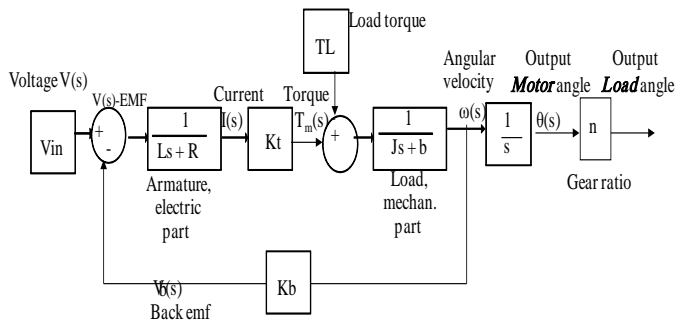 Load torque
TL
Voltage V(s)
V(s)-EMF
Current
I(s)
Torque
Tm(s)
Angular
velocity
ω(s)
Output
Motor angle
Output
Load angle
Vin
+
-
1
Ls + R
Kt
+
1
Js + b
1
s
θ(s)
n
Armature,
electric
part
Load,
mechan.
part
Gear ratio
Kb
Vb(s)
Back emf